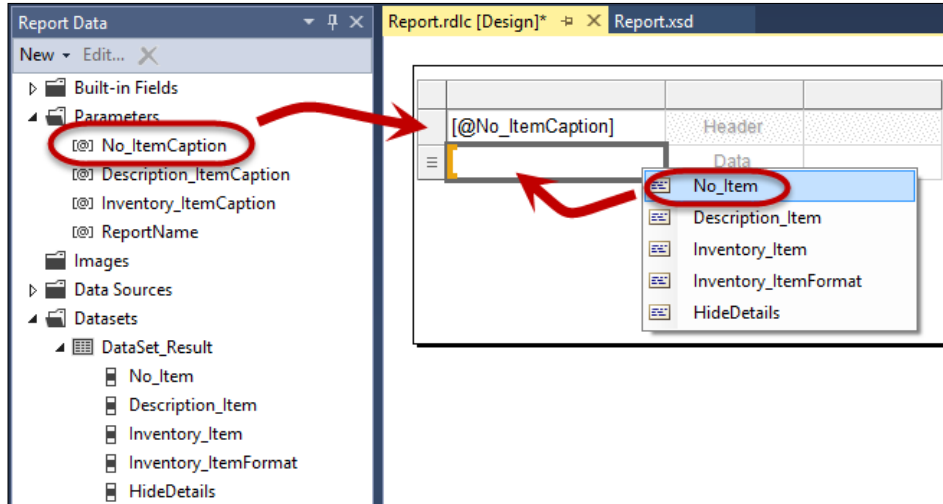 Report Data
New Edit...
Built-in Fields
Parameters
[@] No_ItemCaption
[@] Description_ItemCaption
[@] Inventory_ItemCaption
[@] ReportName
Images
Data Sources
Datasets
DataSet_Result
No_Item
Description_Item
Inventory_Item
Inventory_ItemFormat
HideDetails
Report.rdlc [Design]* Report.xsd
[@No_ItemCaption] Header
Data
No_Item
Description_Item
Inventory_Item
Inventory_ItemFormat
HideDetails